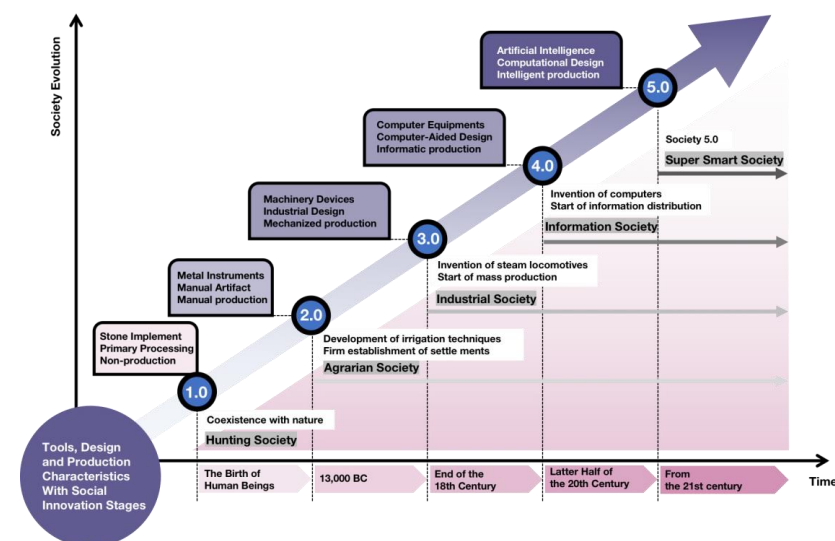 Society Evolution
Artificial Intelligence
Computational Design
Intelligent production
5.0
Computer Equipments
Computer-Aided Design
Informatic production
4.0
Society 5.0
Super Smart Society
Machinery Devices
Industrial Design
Mechanized production
3.0
Invention of computers
Start of information distribution
Information Society
Metal Instruments
Manual Artifact
Manual production
2.0
Invention of steam locomotives
Start of mass production
Industrial Society
Stone Implement
Primary Processing
Non-production
1.0
Development of irrigation techniques
Firm establishment of settle ments
Agrarian Society
Coexistence with nature
Hunting Society
Tools, Design
and Production
Characteristics
With Social
Innovation Stages
The Birth of
Human Beings
13,000 BC
End of the
18th Century
Latter Half of
the 20th Century
From
the 21st century
Time